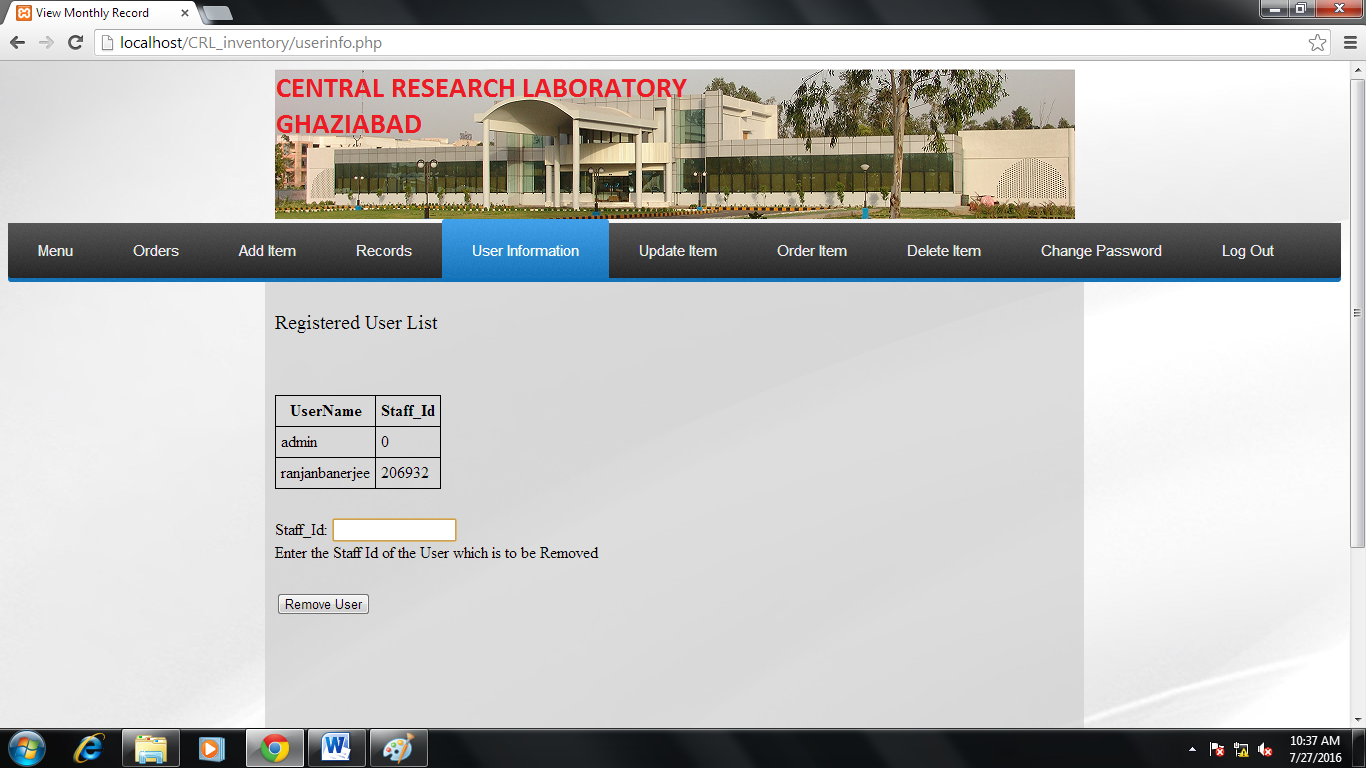 View Monthly Record
localhost/CRL_inventory/userinfo.php
CENTRAL RESEARCH LABORATORY
GHAZIABAD
Menu Orders Add Item Records User Information Update Item Order Item Delete Item Change Password Log Out
Registered User List
UserName Staff_Id
admin 0
ranjanbanerjee 206932
Staff_Id:
Enter the Staff Id of the User which is to be Removed
Remove User
10:37 AM
7/27/2016